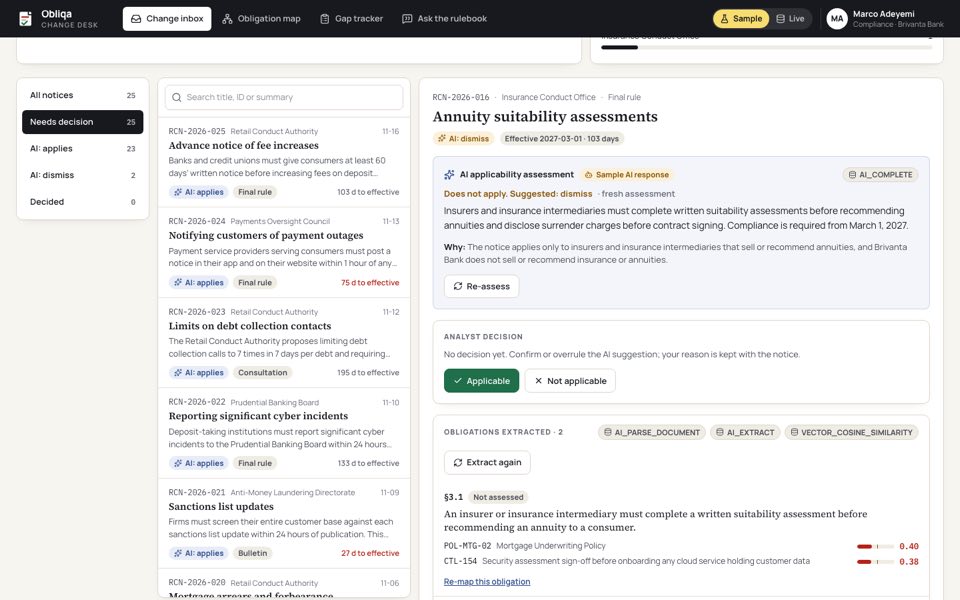 Obliqa
CHANGE DESK
Change inbox
Obligation map
Gap tracker
Ask the rulebook
Sample
Live
MA
Marco Adeyemi
Compliance · Brivanta Bank
All notices 25
Needs decision 25
AI: applies 23
AI: dismiss 2
Decided 0
Search title, ID or summary
RCN-2026-025 Retail Conduct Authority 11-16
Advance notice of fee increases
Banks and credit unions must give consumers at least 60
days' written notice before increasing fees on deposit…
AI: applies Final rule 103 d to effective
RCN-2026-024 Payments Oversight Council 11-13
Notifying customers of payment outages
Payment service providers serving consumers must post a
notice in their app and on their website within 1 hour of any…
AI: applies Final rule 75 d to effective
RCN-2026-023 Retail Conduct Authority 11-12
Limits on debt collection contacts
The Retail Conduct Authority proposes limiting debt
collection calls to 7 times in 7 days per debt and requiring…
AI: applies Consultation 195 d to effective
RCN-2026-022 Prudential Banking Board 11-10
Reporting significant cyber incidents
Deposit-taking institutions must report significant cyber
incidents to the Prudential Banking Board within 24 hours…
AI: applies Final rule 133 d to effective
RCN-2026-021 Anti-Money Laundering Directorate 11-09
Sanctions list updates
Firms must screen their entire customer base against each
sanctions list update within 24 hours of publication. This…
AI: applies Bulletin 27 d to effective
RCN-2026-020 Retail Conduct Authority 11-06
Mortgage arrears and forbearance
RCN-2026-016 · Insurance Conduct Office · Final rule
Annuity suitability assessments
AI: dismiss Effective 2027-03-01 · 103 days
AI applicability assessment Sample AI response AI_COMPLETE
Does not apply. Suggested: dismiss · fresh assessment
Insurers and insurance intermediaries must complete written suitability assessments before recommending
annuities and disclose surrender charges before contract signing. Compliance is required from March 1, 2027.
Why: The notice applies only to insurers and insurance intermediaries that sell or recommend annuities, and Brivanta
Bank does not sell or recommend insurance or annuities.
Re-assess
ANALYST DECISION
No decision yet. Confirm or overrule the AI suggestion; your reason is kept with the notice.
Applicable
Not applicable
OBLIGATIONS EXTRACTED · 2 AI_PARSE_DOCUMENT AI_EXTRACT VECTOR_COSINE_SIMILARITY
Extract again
§3.1 Not assessed
An insurer or insurance intermediary must complete a written suitability assessment before
recommending an annuity to a consumer.
POL-MTG-02 Mortgage Underwriting Policy 0.40
CTL-154 Security assessment sign-off before onboarding any cloud service holding customer data 0.38
Re-map this obligation